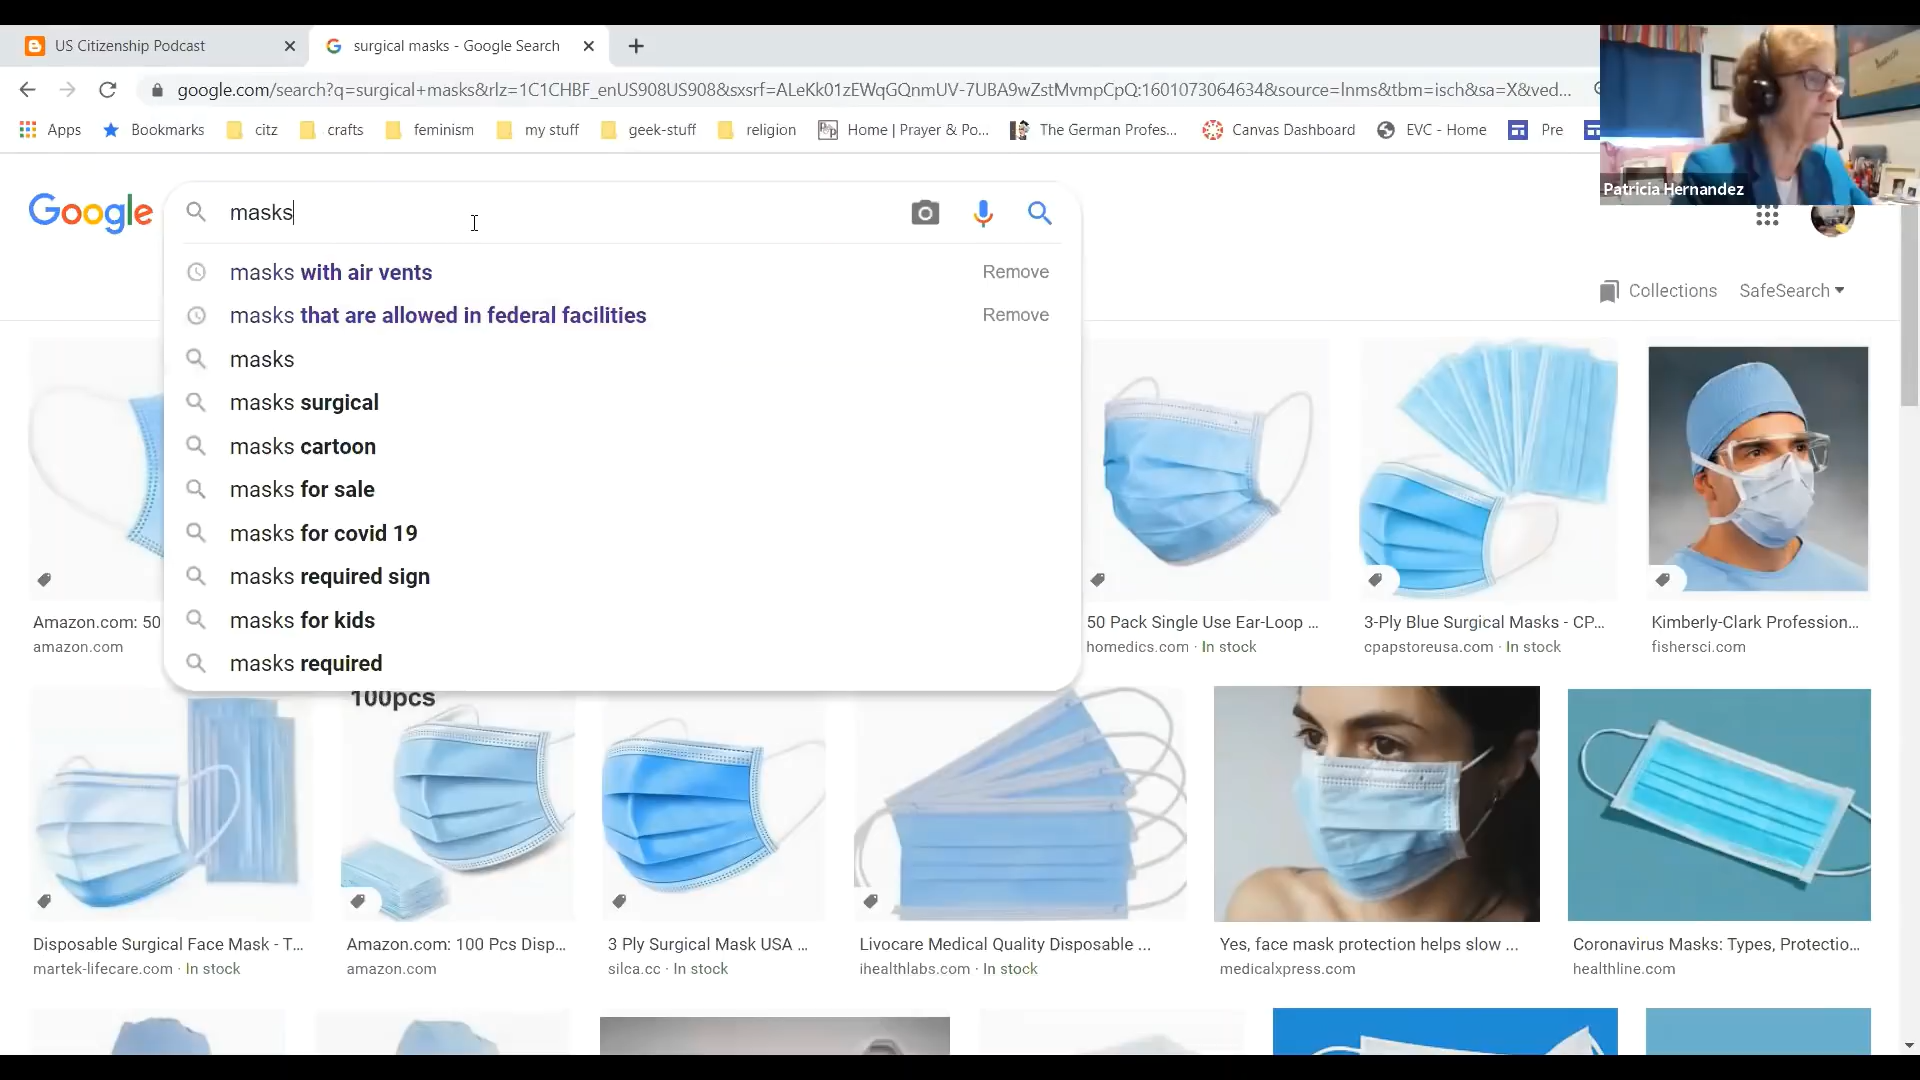 US Citizenship Podcast
surgical masks - Google Search
google.com/search?q=surgical+masks&rlz=1C1CHBF_enUS908US908&sxsrf=ALeKk01zEWqGQnmUV-7UBA9wZstMvmpCpQ:1601073064634&source=lnms&tbm=isch&sa=X&ved...
Apps
Bookmarks
citz
crafts
feminism
my stuff
geek-stuff
religion
Home | Prayer & Po...
The German Profes...
Canvas Dashboard
EVC - Home
Pre
Patricia Hernandez
Google
masks
Collections
SafeSearch
masks with air vents
Remove
masks that are allowed in federal facilities
Remove
masks
masks surgical
masks cartoon
masks for sale
masks for covid 19
masks required sign
masks for kids
masks required
Amazon.com: 50
amazon.com
50 Pack Single Use Ear-Loop ...
homedics.com · In stock
3-Ply Blue Surgical Masks - CP...
cpapstoreusa.com · In stock
Kimberly-Clark Profession...
fishersci.com
100pcs
Disposable Surgical Face Mask - T...
martek-lifecare.com · In stock
Amazon.com: 100 Pcs Disp...
amazon.com
3 Ply Surgical Mask USA ...
silca.cc · In stock
Livocare Medical Quality Disposable ...
ihealthlabs.com · In stock
Yes, face mask protection helps slow ...
medicalxpress.com
Coronavirus Masks: Types, Protectio...
healthline.com